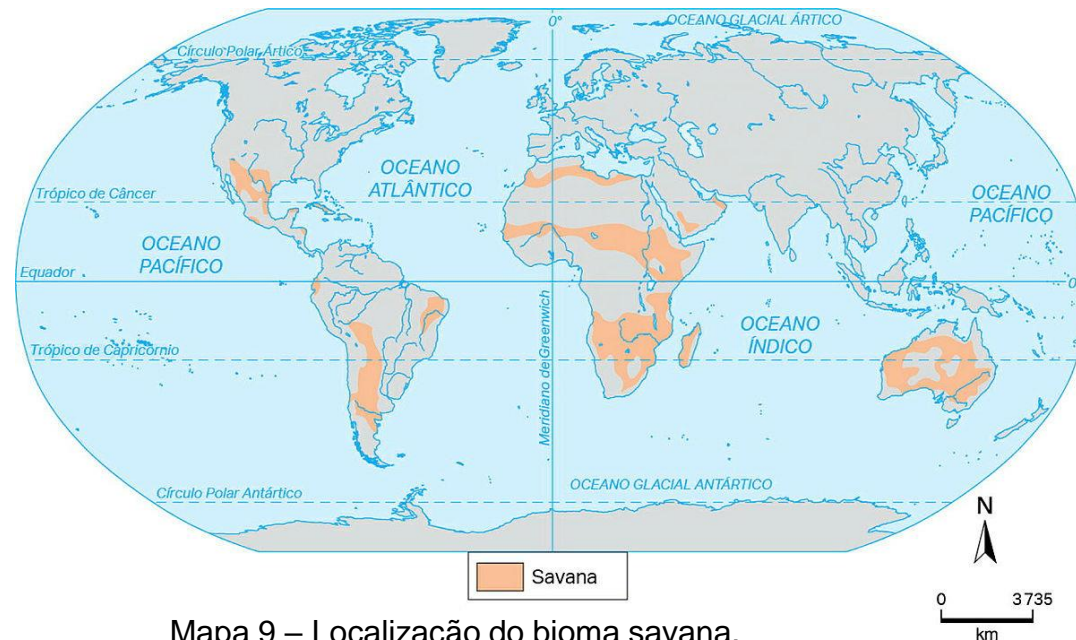 0°
OCEANO GLACIAL ÁRTICO
Círculo Polar Ártico
OCEANO
ATLÂNTICO
Trópico de Câncer
OCEANO
PACÍFICO
OCEANO
PACÍFICO
Equador
0
Meridiano de Greenwich
OCEANO
ÍNDICO
Trópico de Capricórnio
Círculo Polar Antártico
OCEANO GLACIAL ANTÁRTICO
N
Savana
0 3735
km
Mapa 9 – Localização do bioma savana.